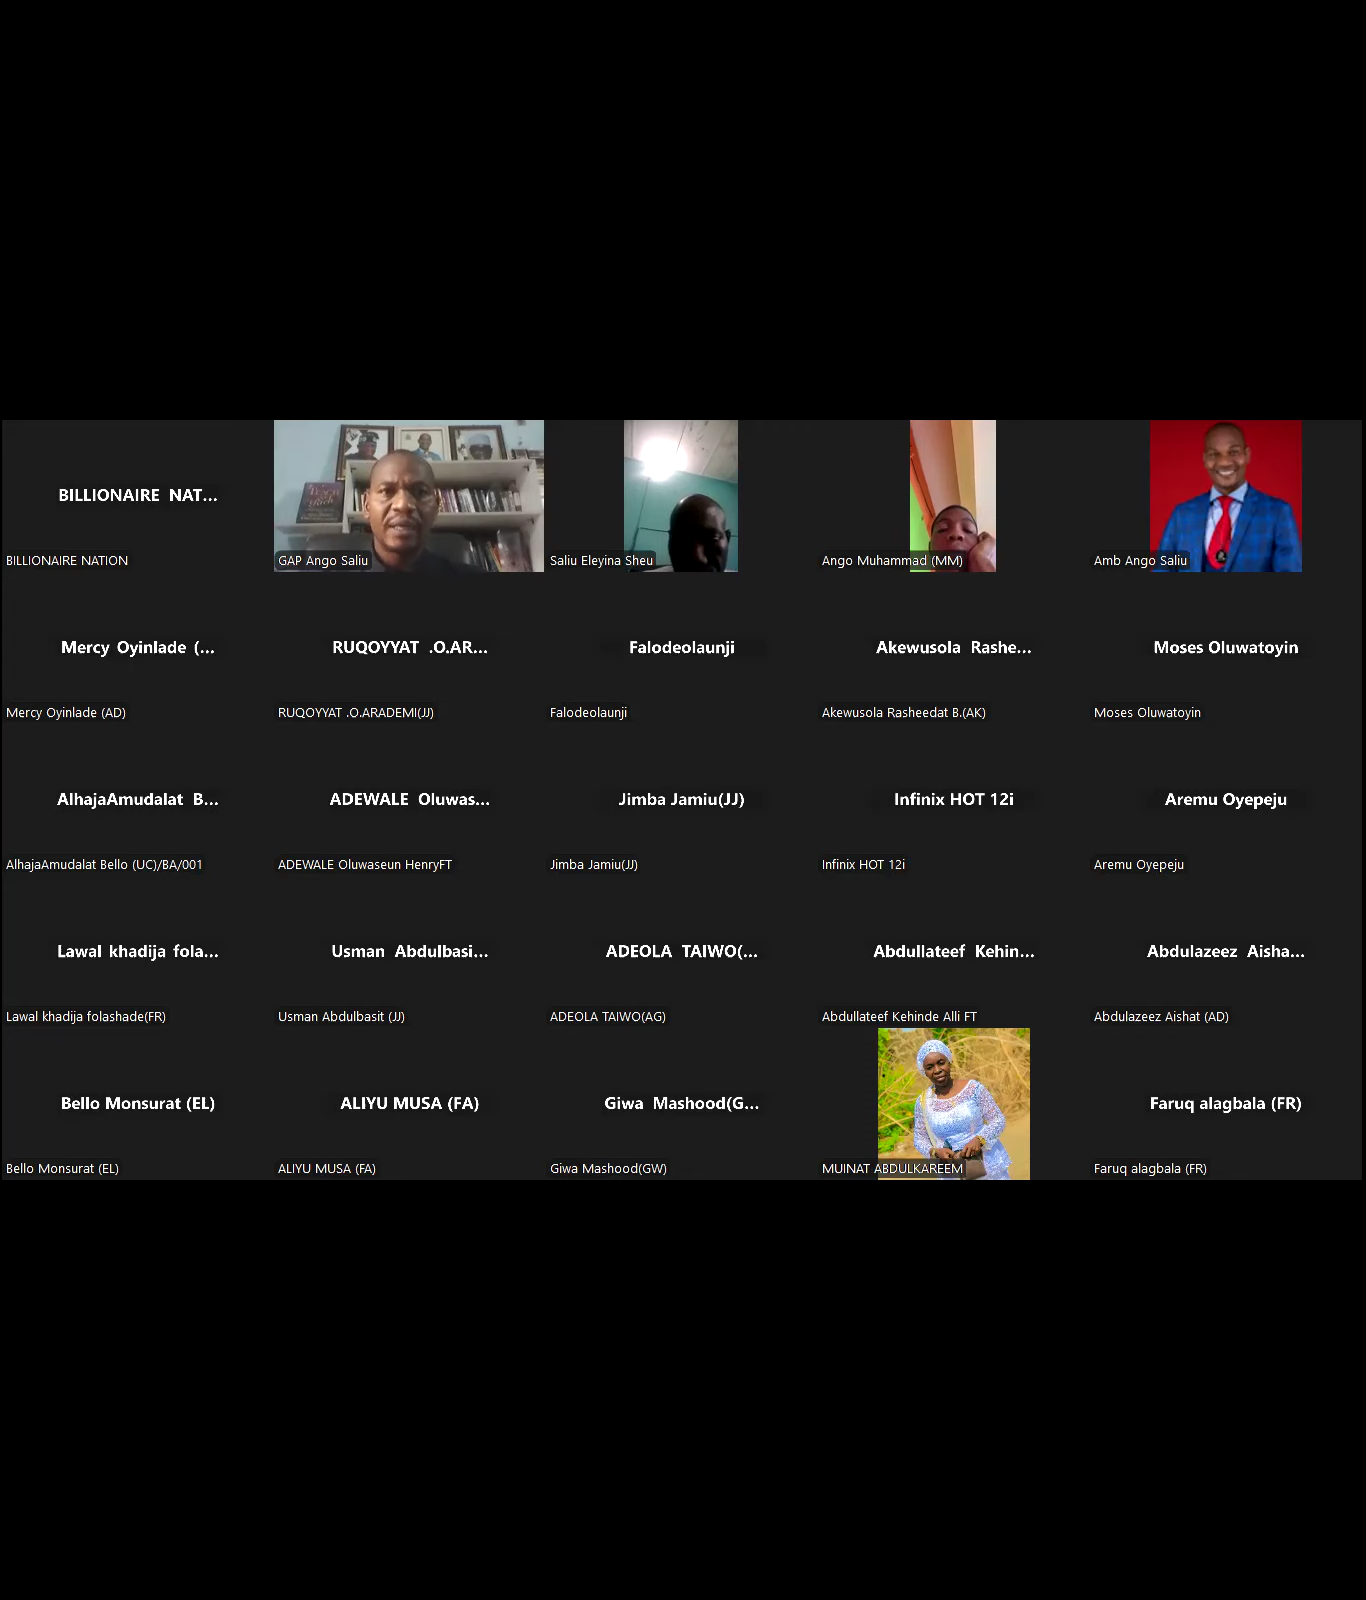 BILLIONAIRE NAT...
BILLIONAIRE NATION
GAP Ango Saliu
Saliu Eleyina Sheu
Ango Muhammad (MM)
Amb Ango Saliu
Mercy Oyinlade (...
RUQOYYAT .O.AR...
Falodeolaunji
Akewusola Rashe...
Moses Oluwatoyin
Mercy Oyinlade (AD)
RUQOYYAT .O.ARADEMI(JJ)
Falodeolaunji
Akewusola Rasheedat B.(AK)
Moses Oluwatoyin
AlhajaAmudalat B...
ADEWALE Oluwas...
Jimba Jamiu(JJ)
Infinix HOT 12i
Aremu Oyepeju
AlhajaAmudalat Bello (UC)/BA/001
ADEWALE Oluwaseun HenryFT
Jimba Jamiu(JJ)
Infinix HOT 12i
Aremu Oyepeju
Lawal khadija fola...
Usman Abdulbasi...
ADEOLA TAIWO(...
Abdullateef Kehin...
Abdulazeez Aisha...
Lawal khadija folashade(FR)
Usman Abdulbasit (JJ)
ADEOLA TAIWO(AG)
Abdullateef Kehinde Alli FT
Abdulazeez Aishat (AD)
Bello Monsurat (EL)
ALIYU MUSA (FA)
Giwa Mashood(G...
Faruq alagbala (FR)
Bello Monsurat (EL)
ALIYU MUSA (FA)
Giwa Mashood(GW)
MUINAT ABDULKAREEM
Faruq alagbala (FR)